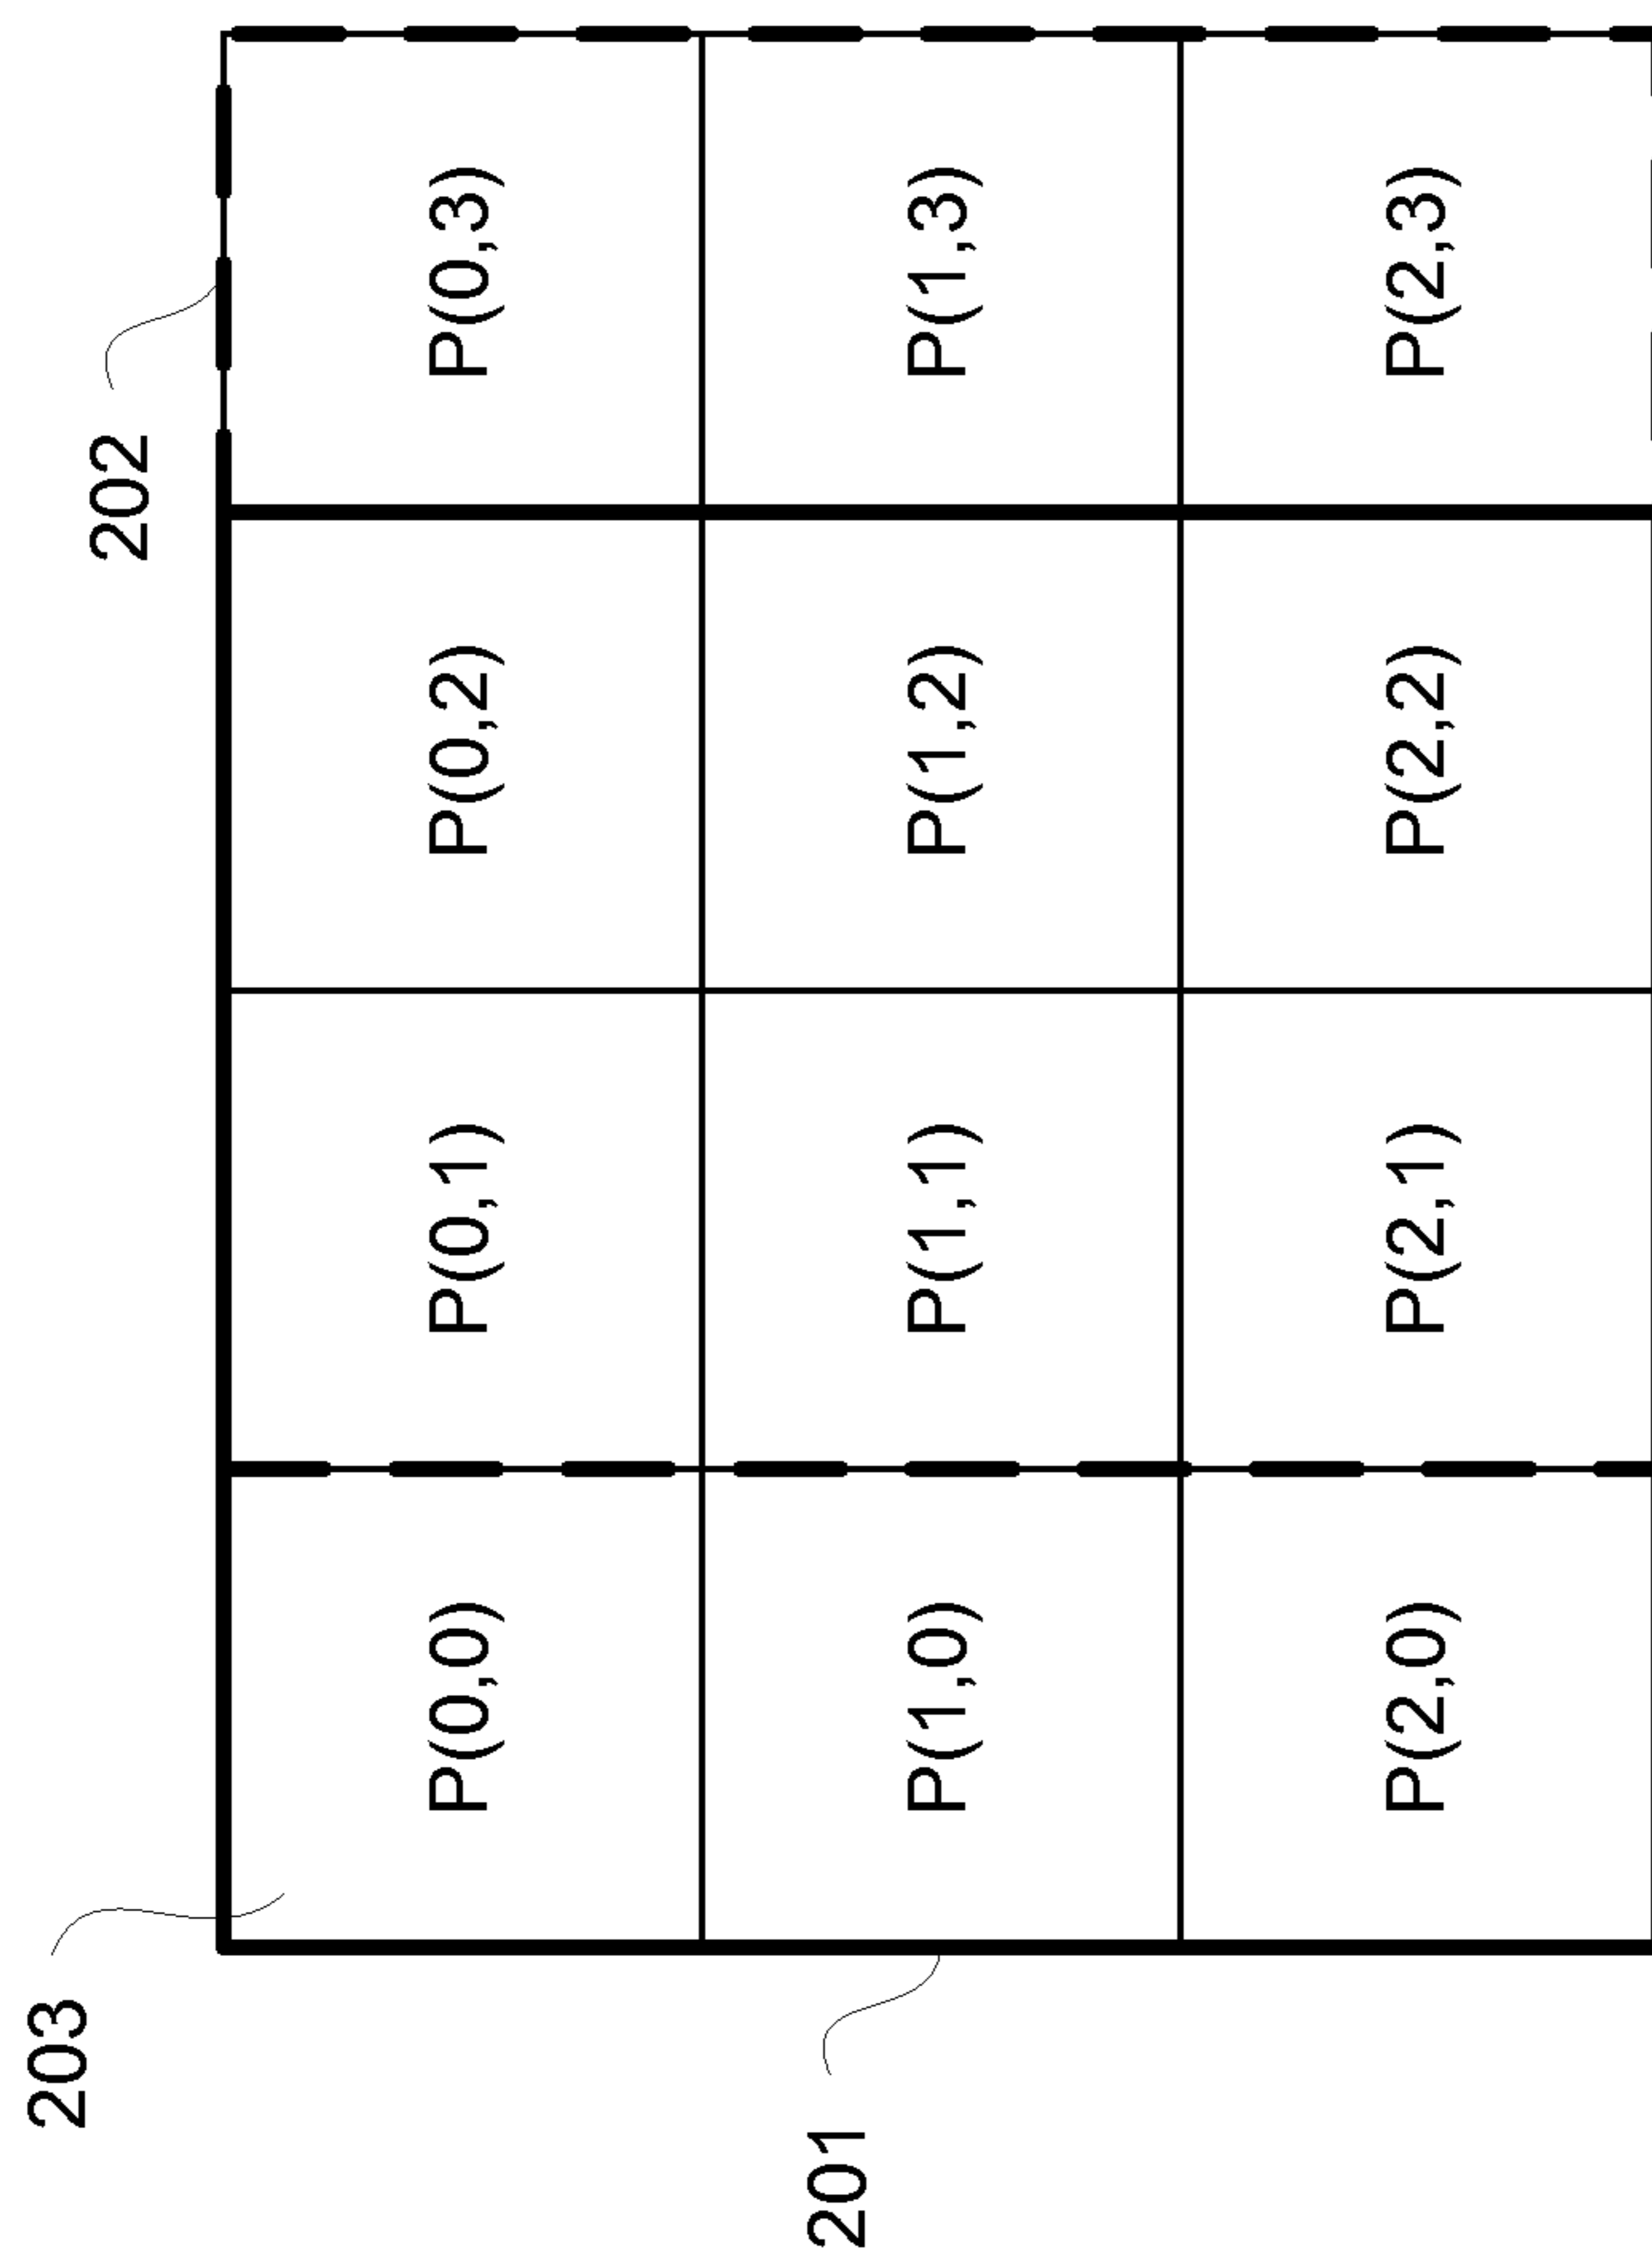 203
202
P(0,0) P(0,1) P(0,2) P(0,3)
201
P(1,0) P(1,1) P(1,2) P(1,3)
P(2,0) P(2,1) P(2,2) P(2,3)